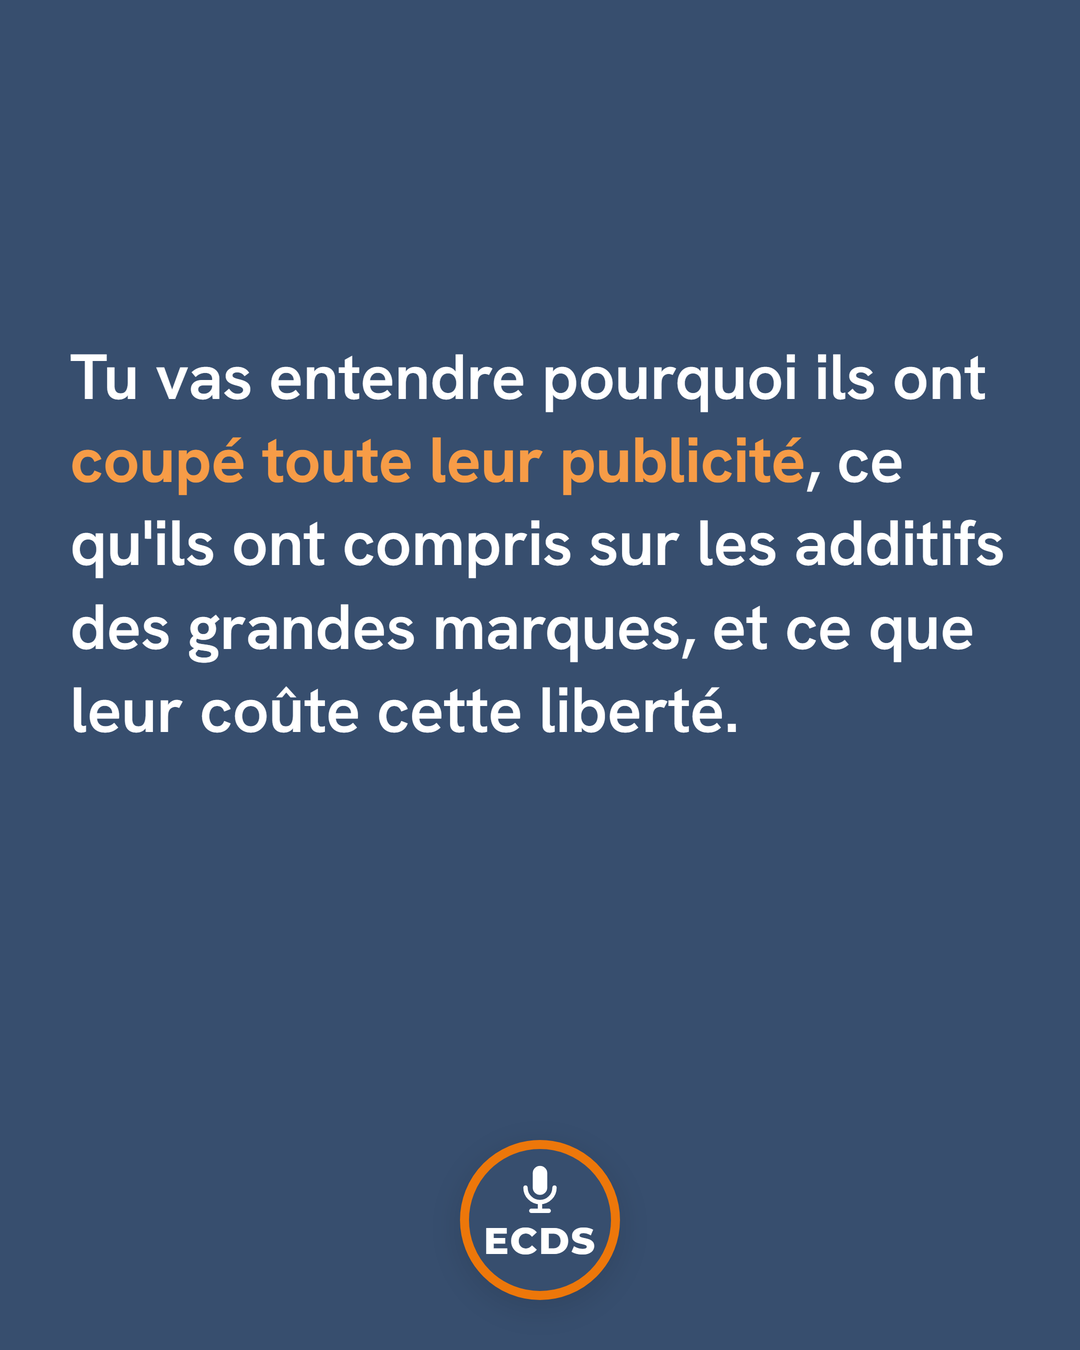 Tu vas entendre pourquoi ils ont
coupé toute leur publicité, ce
qu'ils ont compris sur les additifs
des grandes marques, et ce que
leur coûte cette liberté.
ECDS